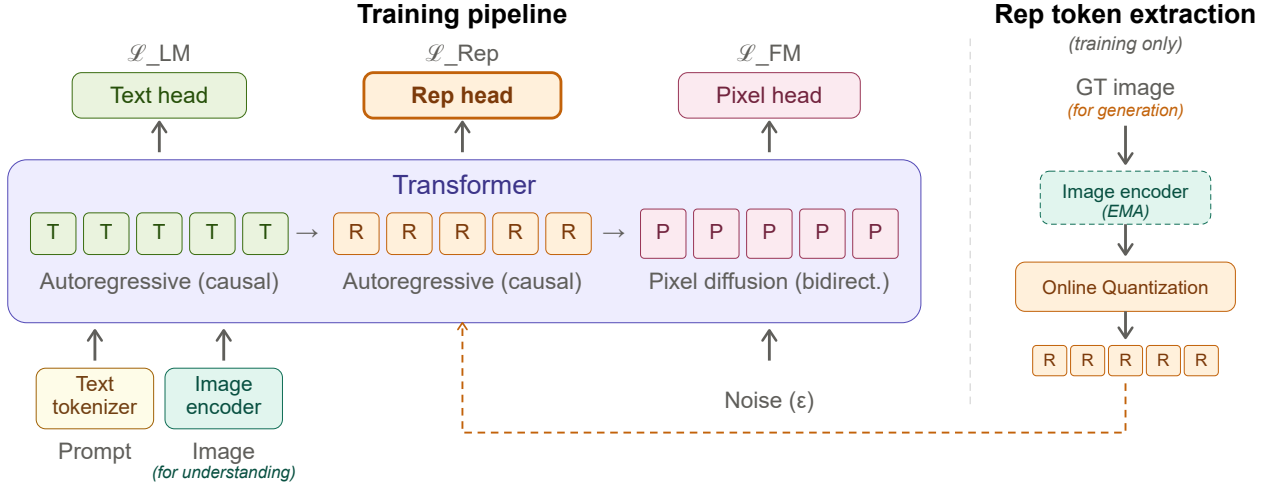 Training pipeline
ℒ_LM
ℒ_Rep
ℒ_FM
Text head
Rep head
Pixel head
Transformer
T T T T T → R R R R R → P P P P P
Autoregressive (causal)
Autoregressive (causal)
Pixel diffusion (bidirect.)
Text
tokenizer
Image
encoder
Prompt
Image
(for understanding)
Noise (ε)
Rep token extraction
(training only)
GT image
(for generation)
Image encoder
(EMA)
Online Quantization
R R R R R